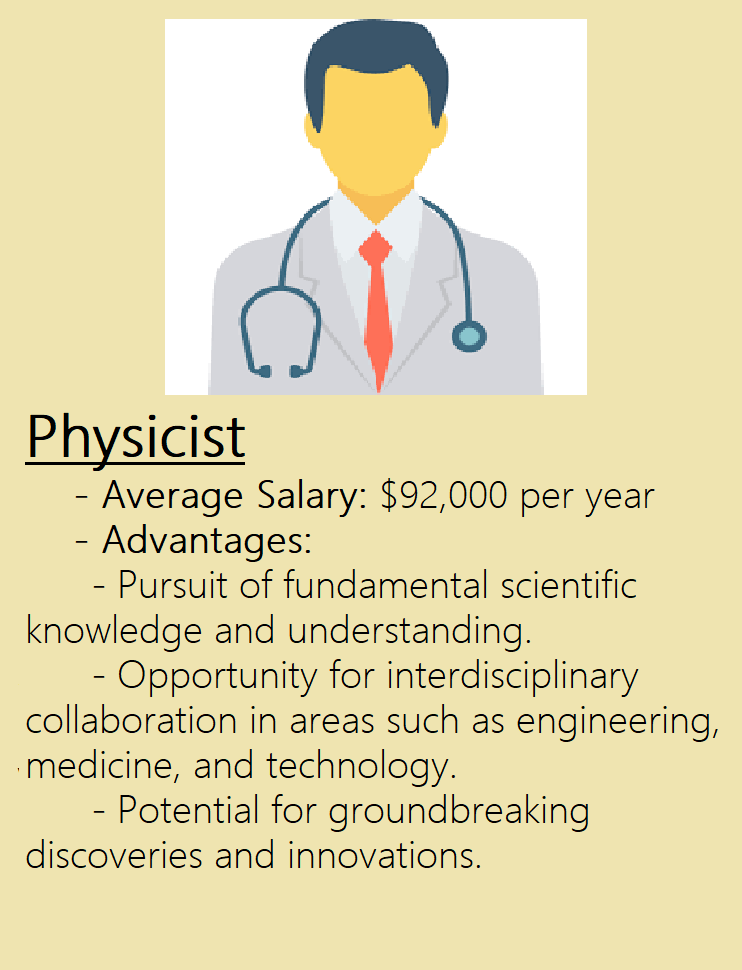 Physicist
- Average Salary: $92,000 per year
- Advantages:
- Pursuit of fundamental scientific
knowledge and understanding.
- Opportunity for interdisciplinary
collaboration in areas such as engineering,
medicine, and technology.
- Potential for groundbreaking
discoveries and innovations.